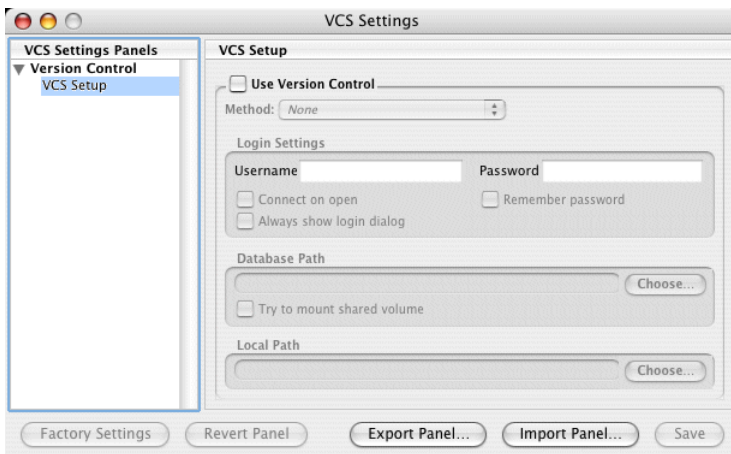 VCS Settings
VCS Settings Panels
Version Control
VCS Setup
VCS Setup
Use Version Control
Method: None
Login Settings
Username Password
Connect on open Remember password
Always show login dialog
Database Path
Choose...
Try to mount shared volume
Local Path
Choose...
Factory Settings Revert Panel Export Panel... Import Panel... Save